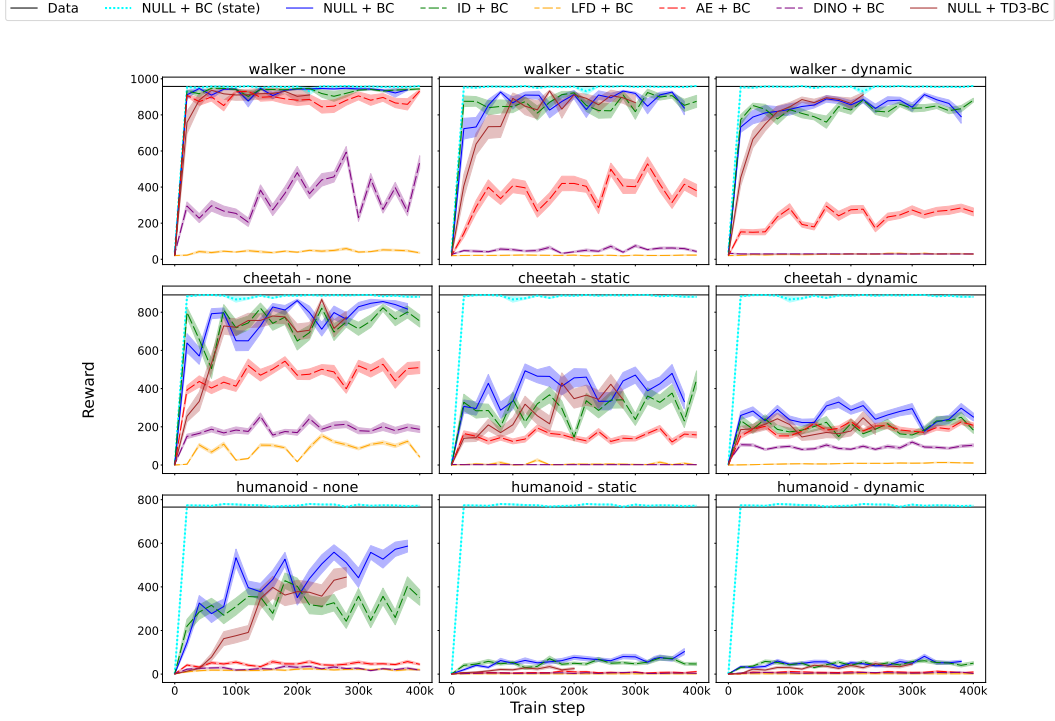 Data NULL + BC (state) NULL + BC ID + BC LFD + BC AE + BC DINO + BC NULL + TD3-BC
walker - none walker - static walker - dynamic
1000
800
600
400
200
0
cheetah - none cheetah - static cheetah - dynamic
800
600
400
200
0
Reward
humanoid - none humanoid - static humanoid - dynamic
800
600
400
200
0
0 100k 200k 300k 400k 0 100k 200k 300k 400k 0 100k 200k 300k 400k
Train step